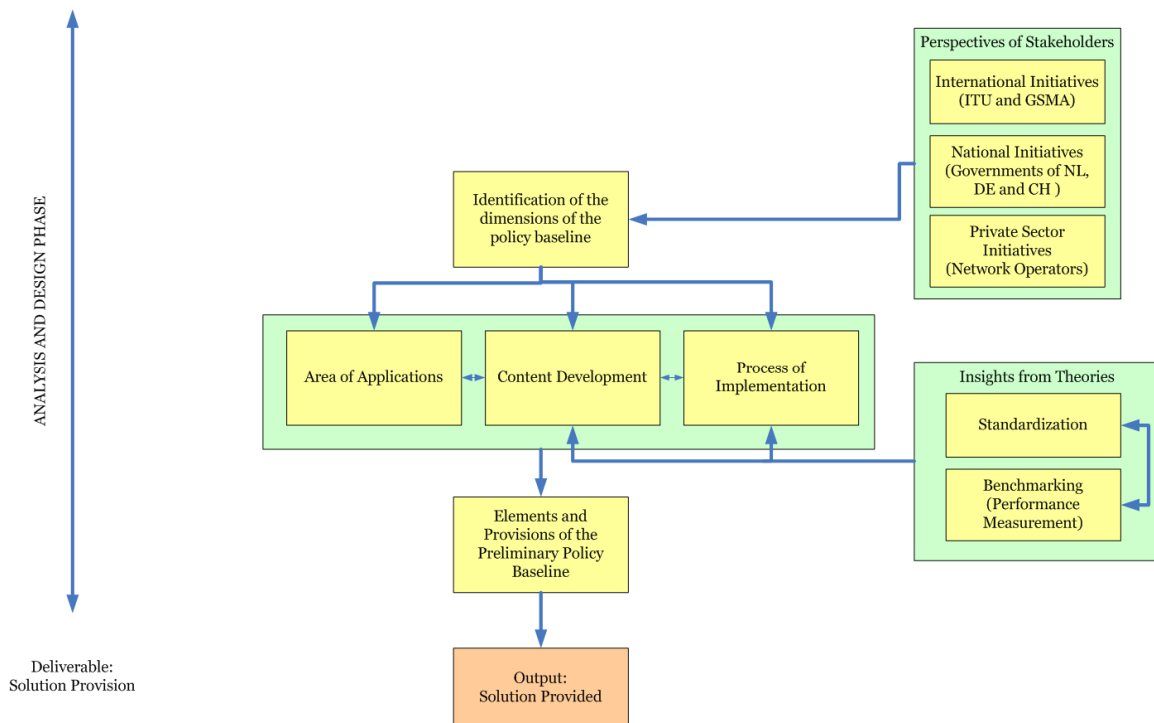 Perspectives of Stakeholders
International Initiatives
(ITU and GSMA)
National Initiatives
(Governments of NL,
DE and CH )
Private Sector
Initiatives
(Network Operators)
Identification of the
dimensions of the
policy baseline
ANALYSIS AND DESIGN PHASE
Area of Applications
Content Development
Process of
Implementation
Insights from Theories
Standardization
Benchmarking
(Performance
Measurement)
Elements and
Provisions of the
Preliminary Policy
Baseline
Deliverable:
Solution Provision
Output:
Solution Provided